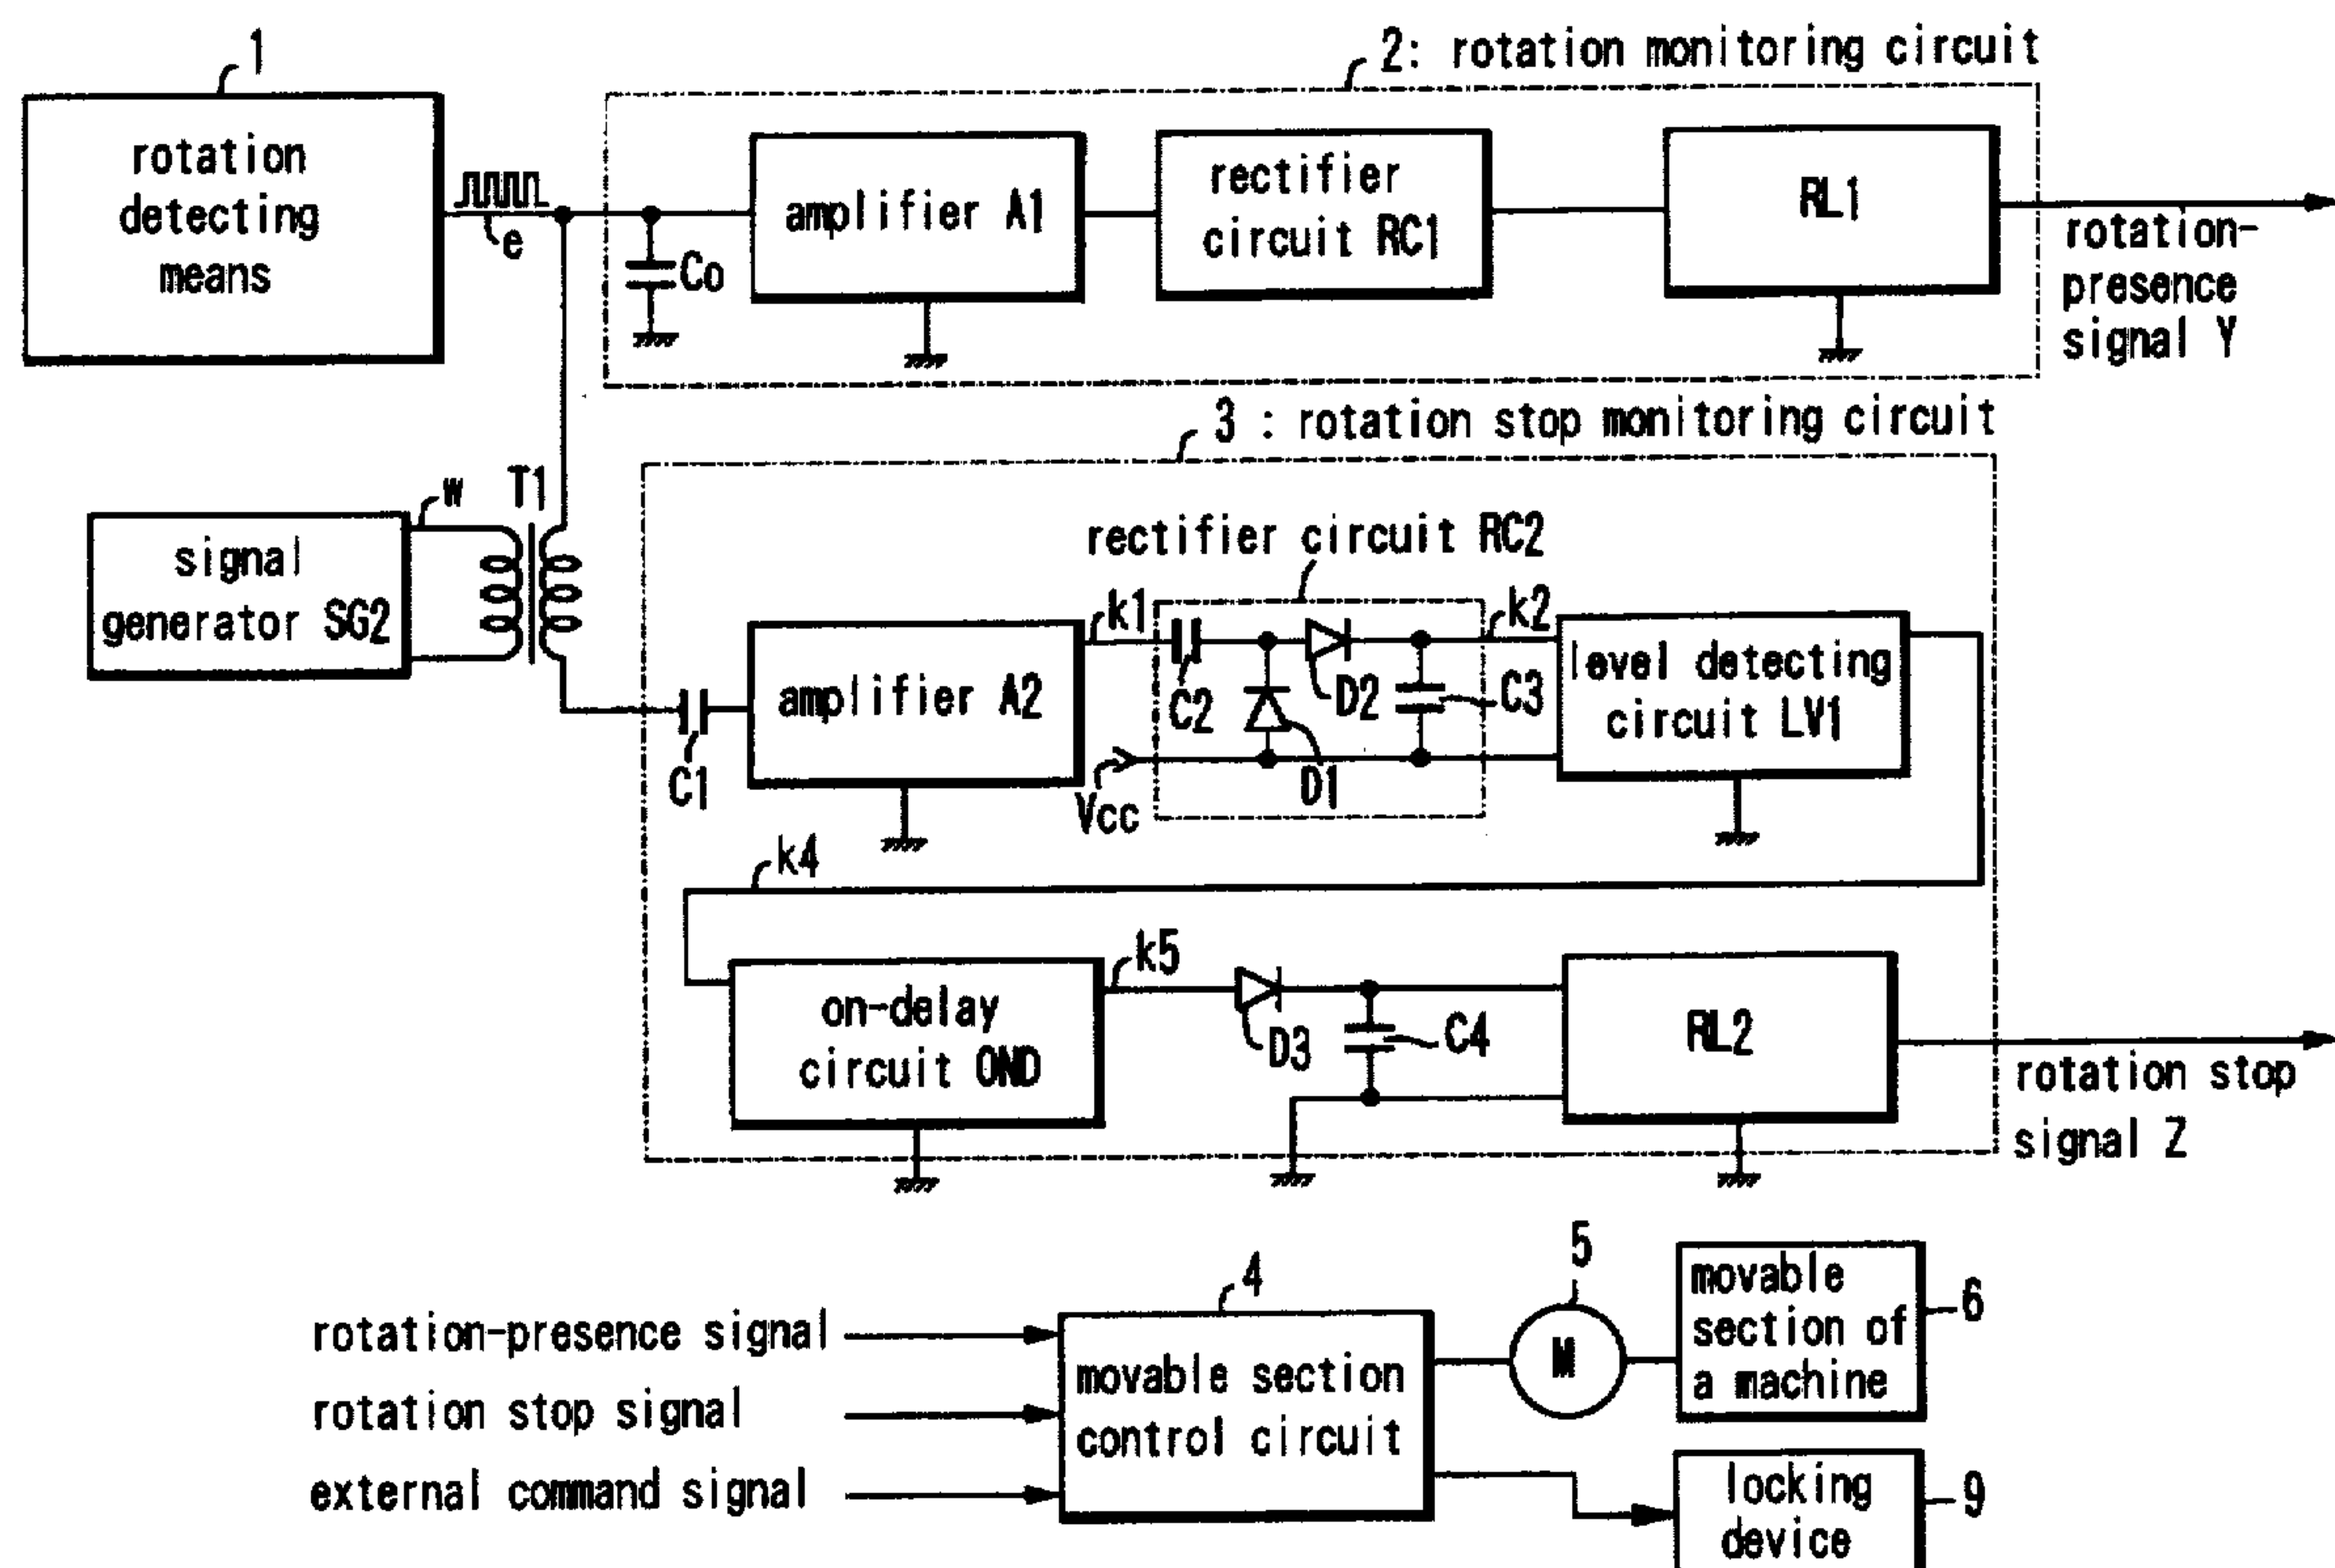 1
2: rotation monitoring circuit
rotation
detecting
means
e
Co
amplifier A1
rectifier
circuit RC1
RL1
rotation-
presence
signal Y
3 : rotation stop monitoring circuit
w
T1
signal
generator SG2
rectifier circuit RC2
k1
k2
C1
amplifier A2
C2
D2
C3
D1
Vcc
level detecting
circuit LV1
k4
on-delay
circuit OND
k5
D3
C4
RL2
rotation stop
signal Z
rotation-presence signal
rotation stop signal
external command signal
4
movable section
control circuit
5
M
movable
section of
a machine
6
locking
device
9